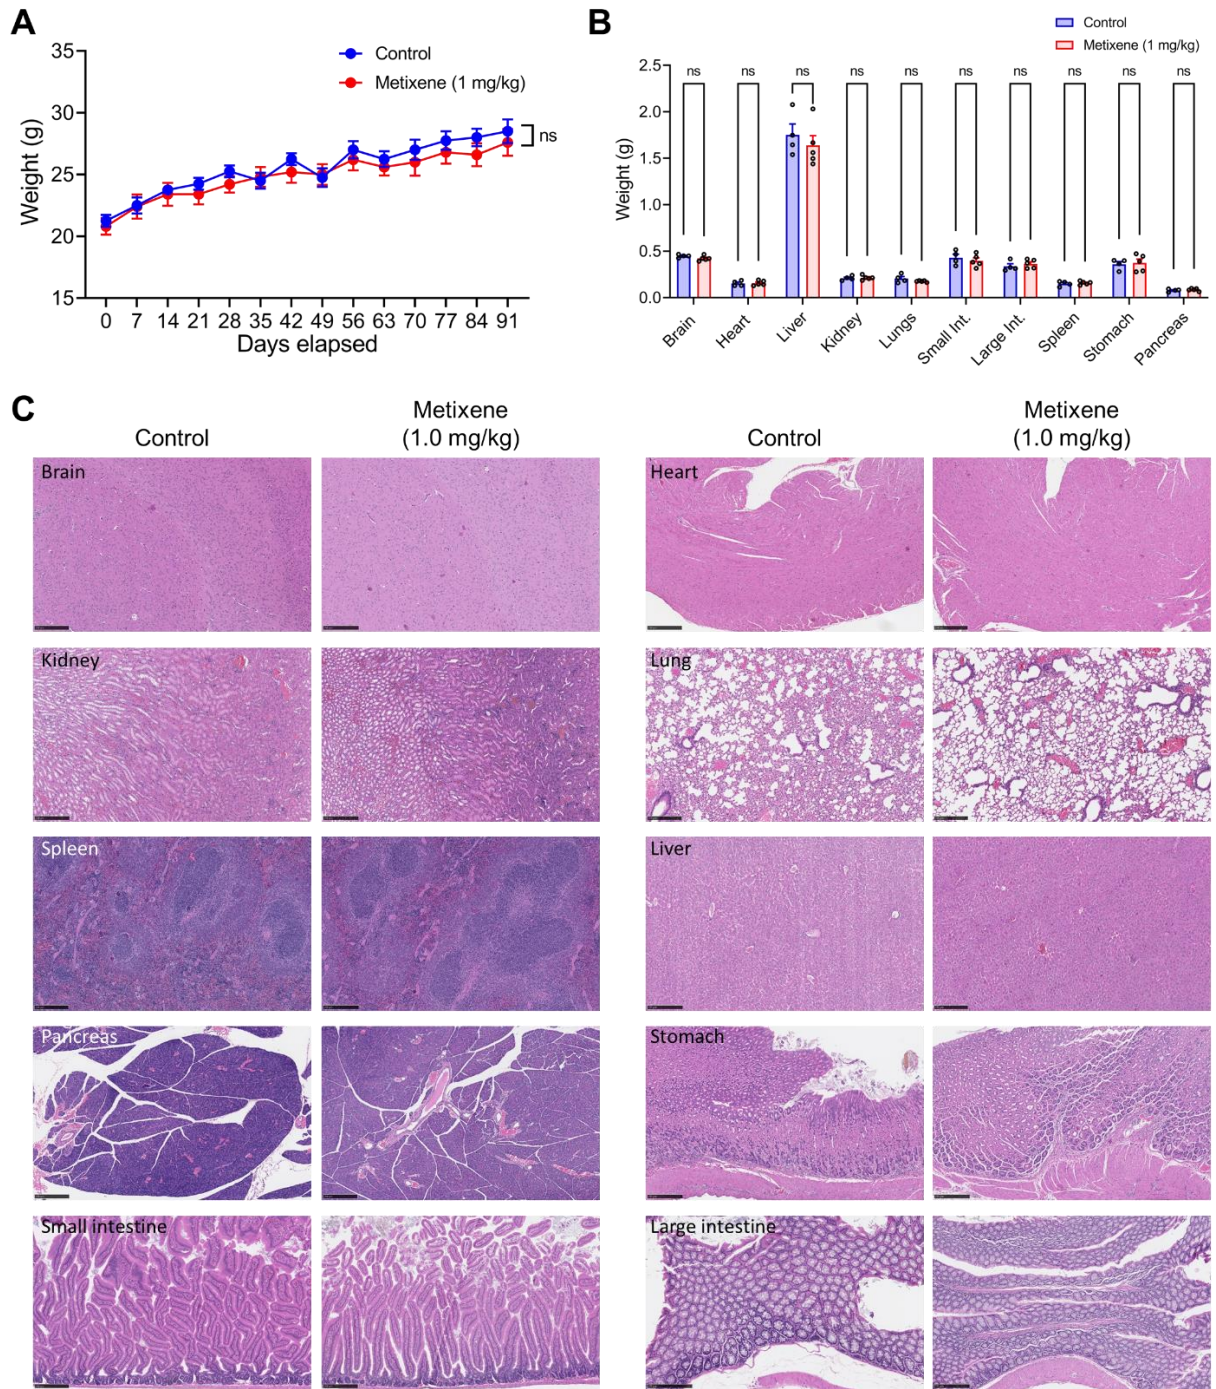 A
Control
Metixene (1 mg/kg)
Weight (g)
35
30
25
20
15
ns
0 7 14 21 28 35 42 49 56 63 70 77 84 91
Days elapsed
B
Control
Metixene (1 mg/kg)
Weight (g)
2.5
2.0
1.5
1.0
0.5
0.0
ns ns ns ns ns ns ns ns ns ns
Brain Heart Liver Kidney Lungs Small Int. Large Int. Spleen Stomach Pancreas
C
Control
Metixene
(1.0 mg/kg)
Control
Metixene
(1.0 mg/kg)
Brain
Heart
Kidney
Lung
Spleen
Liver
Pancreas
Stomach
Small intestine
Large intestine